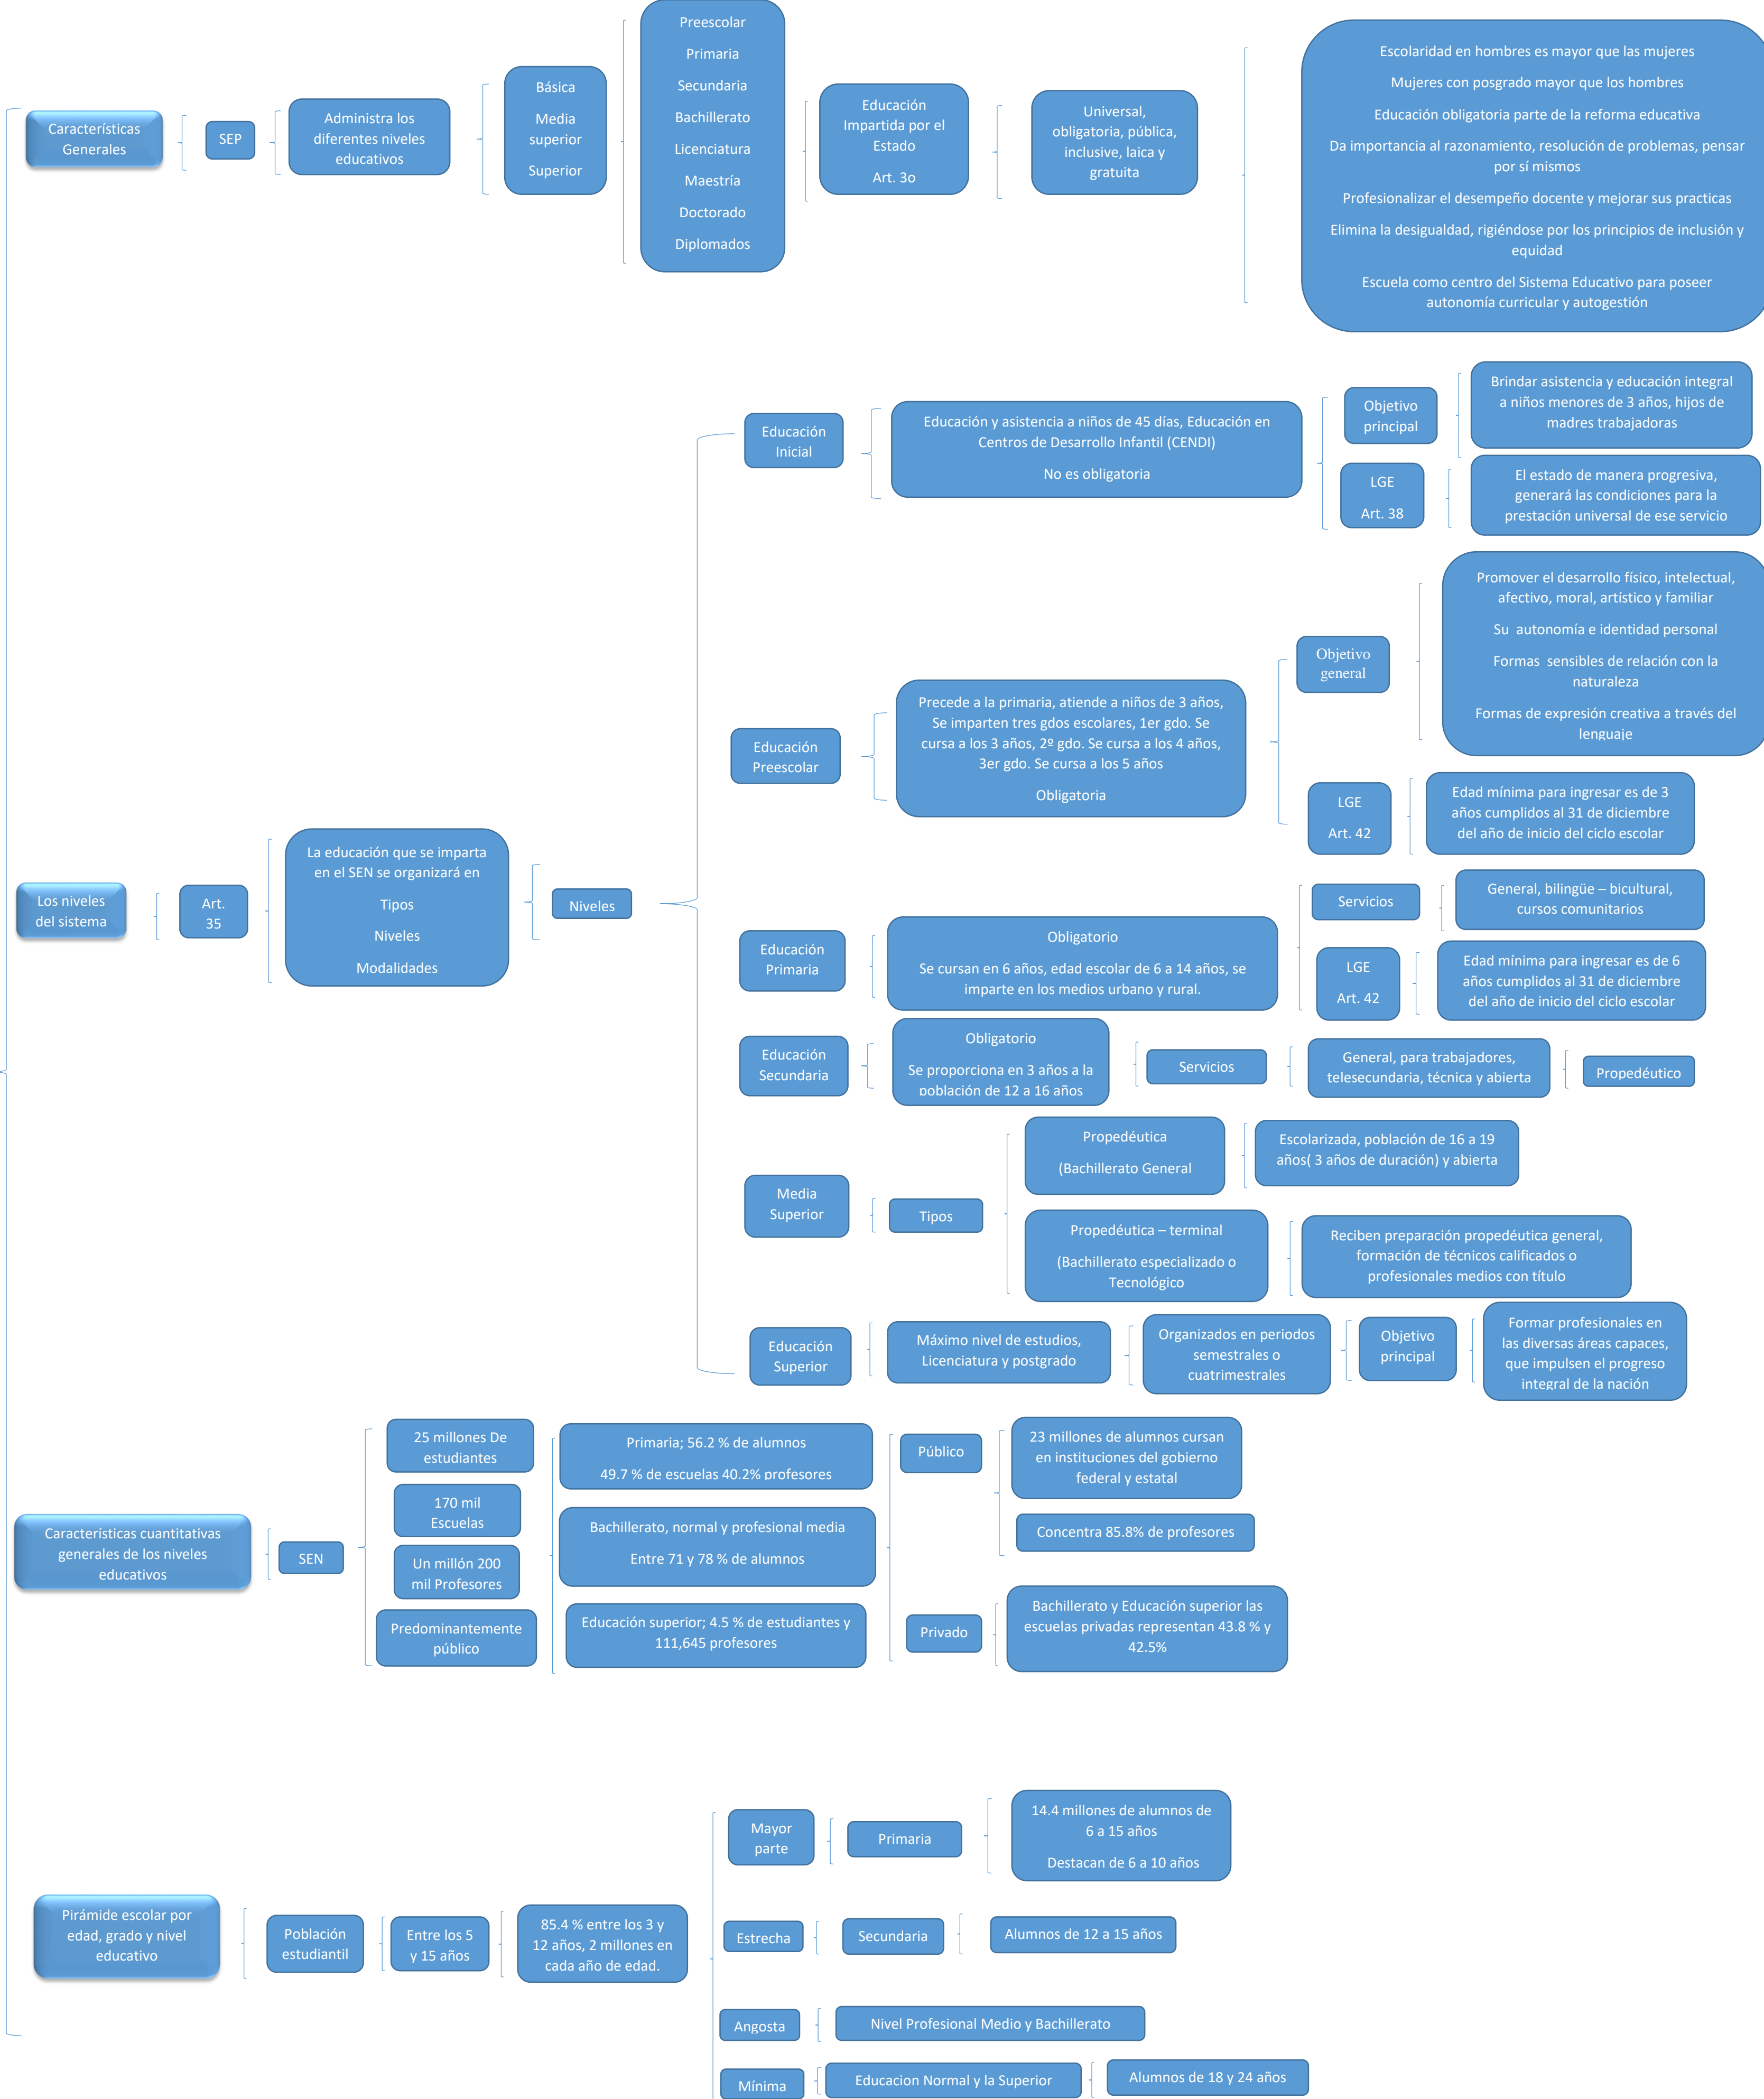 Característicás
Generales
SEP
Administra los
diferentes niveles
educativos
Básica
Media
superior
Superior
Preescolar
Primaria
Secundaria
Bachillerato
Licenciatura
Maestría
Doctorado
Diplomados
Educación
Impartida por el
Estado
Art. 3o
Universal,
obligatoria, pública,
inclusive, laica y
gratuita
Escolaridad en hombres es mayor que las mujeres
Mujeres con posgrado mayor que los hombres
Educación obligatoria parte de la reforma educativa
Da importancia al razonamiento, resolución de problemas, pensar
por sí mismos
Profesionalizar el desempeño docente y mejorar sus practicas
Elimina la desigualdad, rigiéndose por los principios de inclusión y
equidad
Escuela como centro del Sistema Educativo para poseer
autonomía curricular y autogestión
Los niveles
del sistema
Art.
35
La educación que se imparta
en el SEN se organizará en
Tipos
Niveles
Modalidades
Niveles
Educación
Inicial
Educación y asistencia a niños de 45 días, Educación en
Centros de Desarrollo Infantil (CENDI)
No es obligatoria
Objetivo
principal
Brindar asistencia y educación integral
a niños menores de 3 años, hijos de
madres trabajadoras
LGE
Art. 38
El estado de manera progresiva,
generará las condiciones para la
prestación universal de ese servicio
Educación
Preescolar
Precede a la primaria, atiende a niños de 3 años,
Se imparten tres gdos escolares, 1er gdo. Se
cursa a los 3 años, 2º gdo. Se cursa a los 4 años,
3er gdo. Se cursa a los 5 años
Obligatoria
Objetivo
general
Promover el desarrollo físico, intelectual,
afectivo, moral, artístico y familiar
Su autonomía e identidad personal
Formas sensibles de relación con la
naturaleza
Formas de expresión creativa a través del
lenguaje
LGE
Art. 42
Edad mínima para ingresar es de 3
años cumplidos al 31 de diciembre
del año de inicio del ciclo escolar
Educación
Primaria
Obligatorio
Se cursan en 6 años, edad escolar de 6 a 14 años, se
imparte en los medios urbano y rural.
Servicios
General, bilingüe – bicultural,
cursos comunitarios
LGE
Art. 42
Edad mínima para ingresar es de 6
años cumplidos al 31 de diciembre
del año de inicio del ciclo escolar
Educación
Secundaria
Obligatorio
Se proporciona en 3 años a la
población de 12 a 16 años
Servicios
General, para trabajadores,
telesecundaria, técnica y abierta
Propedéutico
Media
Superior
Tipos
Propedéutica
(Bachillerato General
Escolarizada, población de 16 a 19
años( 3 años de duración) y abierta
Propedéutica – terminal
(Bachillerato especializado o
Tecnológico
Reciben preparación propedéutica general,
formación de técnicos calificados o
profesionales medios con título
Educación
Superior
Máximo nivel de estudios,
Licenciatura y postgrado
Organizados en periodos
semestrales o
cuatrimestrales
Objetivo
principal
Formar profesionales en
las diversas áreas capaces,
que impulsen el progreso
integral de la nación
Características cuantitativas
generales de los niveles
educativos
SEN
25 millones De
estudiantes
170 mil
Escuelas
Un millón 200
mil Profesores
Predominantemente
público
Primaria; 56.2 % de alumnos
49.7 % de escuelas 40.2% profesores
Bachillerato, normal y profesional media
Entre 71 y 78 % de alumnos
Educación superior; 4.5 % de estudiantes y
111,645 profesores
Público
23 millones de alumnos cursan
en instituciones del gobierno
federal y estatal
Concentra 85.8% de profesores
Privado
Bachillerato y Educación superior las
escuelas privadas representan 43.8 % y
42.5%
Pirámide escolar por
edad, grado y nivel
educativo
Población
estudiantil
Entre los 5
y 15 años
85.4 % entre los 3 y
12 años, 2 millones en
cada año de edad.
Mayor
parte
Primaria
14.4 millones de alumnos de
6 a 15 años
Destacan de 6 a 10 años
Estrecha
Secundaria
Alumnos de 12 a 15 años
Angosta
Nivel Profesional Medio y Bachillerato
Mínima
Educacion Normal y la Superior
Alumnos de 18 y 24 años